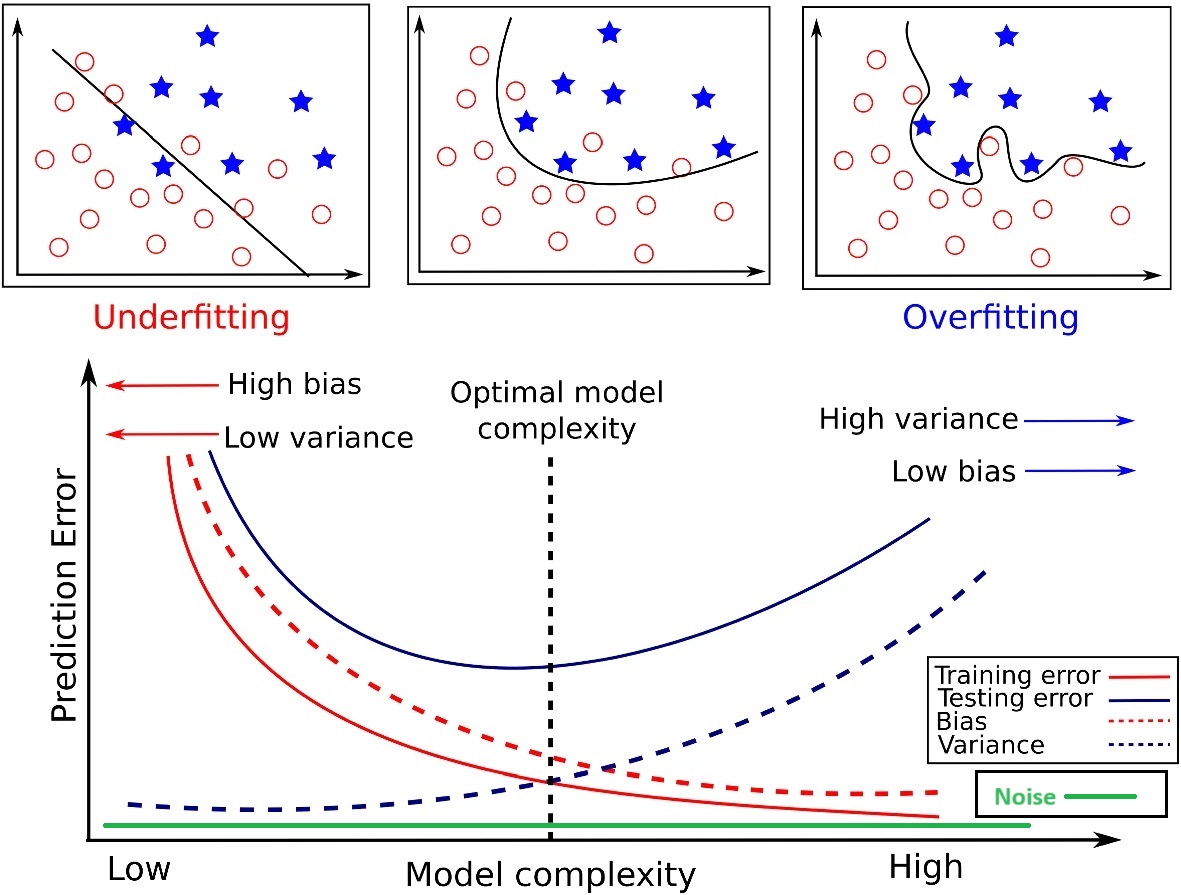 Underfitting
Overfitting
High bias
Low variance
Optimal model
complexity
High variance
Low bias
Prediction Error
Training error
Testing error
Bias
Variance
Noise
Low
Model complexity
High